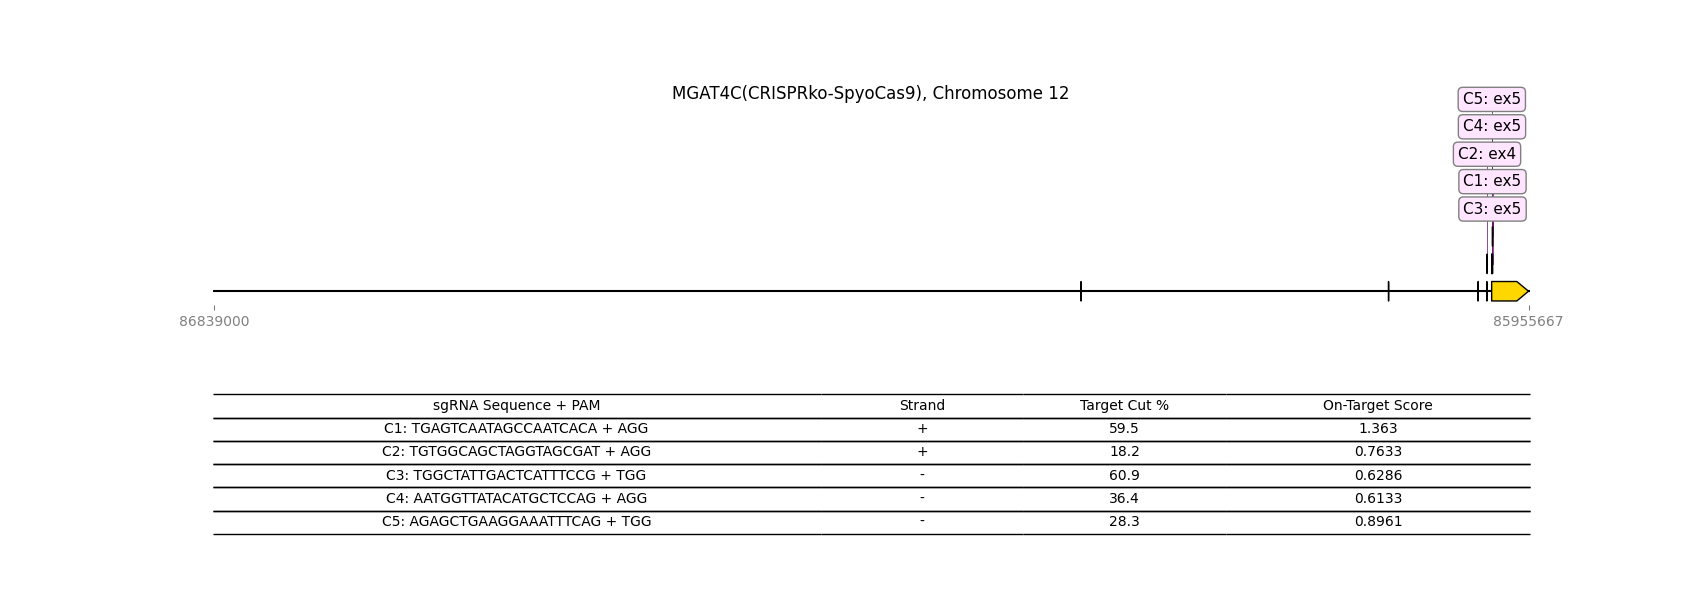 MGAT4C(CRISPRko-SpyoCas9), Chromosome 12
C5: ex5
C4: ex5
C2: ex4
C1: ex5
C3: ex5
86839000 85955667
sgRNA Sequence + PAM Strand Target Cut % On-Target Score
C1: TGAGTCAATAGCCAATCACA + AGG + 59.5 1.363
C2: TGTGGCAGCTAGGTAGCGAT + AGG + 18.2 0.7633
C3: TGGCTATTGACTCATTTCCG + TGG - 60.9 0.6286
C4: AATGGTTATACATGCTCCAG + AGG - 36.4 0.6133
C5: AGAGCTGAAGGAAATTTCAG + TGG - 28.3 0.8961